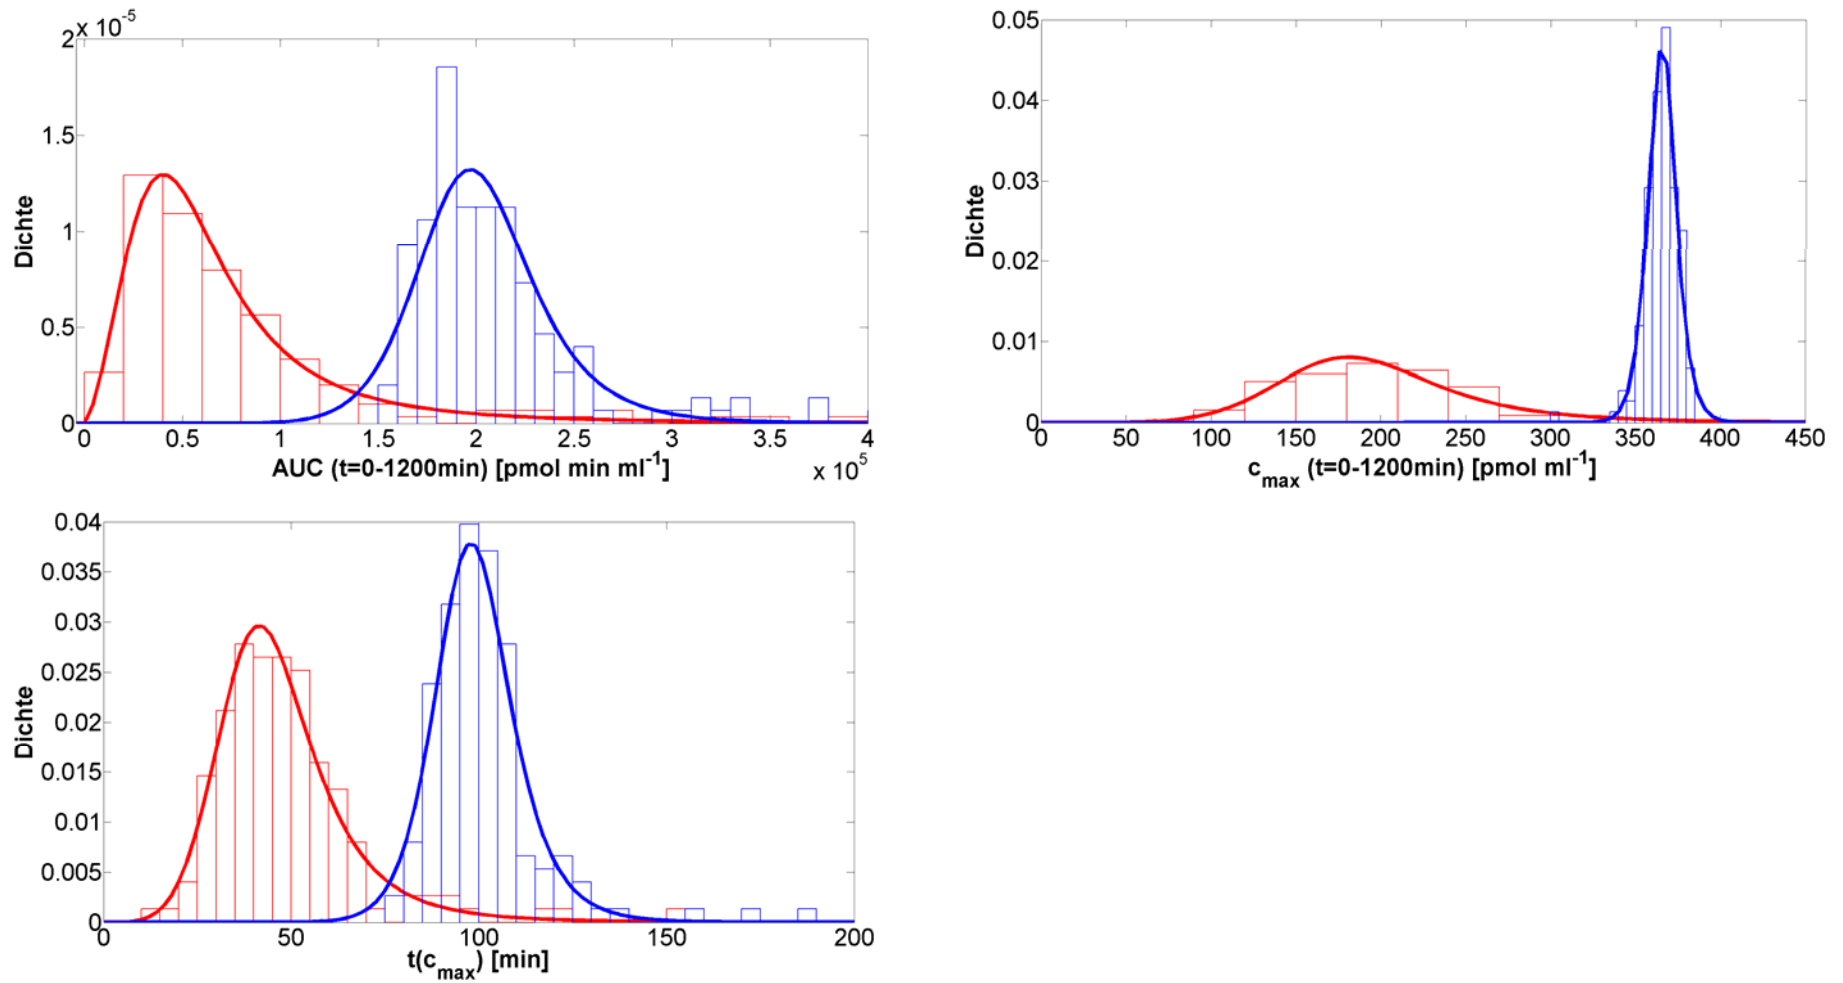 x 10^-5
2
1.5
1
0.5
0
Dichte
0 0.5 1 1.5 2 2.5 3 3.5 4
AUC (t=0-1200min) [pmol min ml^-1]
x 10^5
0.05
0.04
0.03
0.02
0.01
0
Dichte
0 50 100 150 200 250 300 350 400 450
c_max (t=0-1200min) [pmol ml^-1]
0.04
0.035
0.03
0.025
0.02
0.015
0.01
0.005
0
Dichte
0 50 100 150 200
t(c_max) [min]